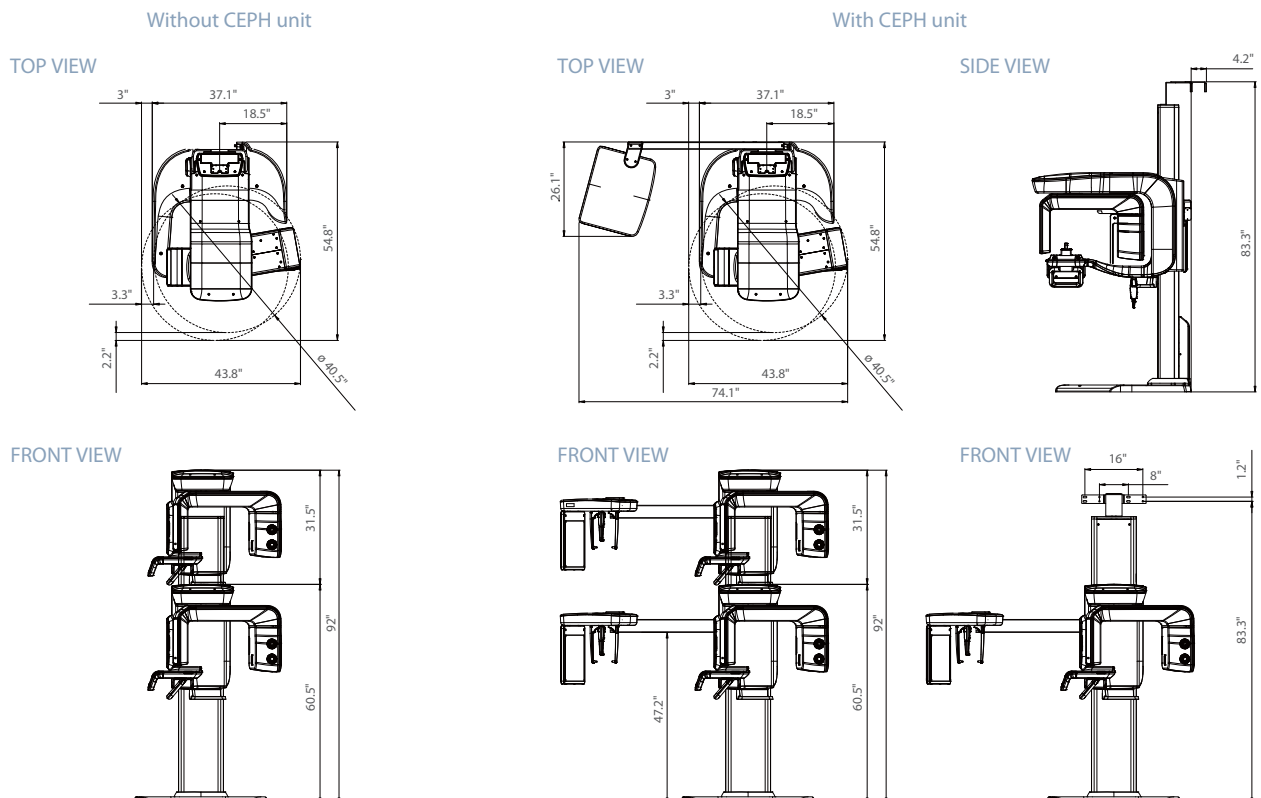 Without CEPH unit
With CEPH unit
TOP VIEW
3"
37.1"
18.5"
54.8"
3.3"
2.2"
ø 40.5"
43.8"
TOP VIEW
3"
37.1"
18.5"
26.1"
54.8"
3.3"
2.2"
ø 40.5"
43.8"
74.1"
SIDE VIEW
4.2"
83.3"
FRONT VIEW
31.5"
92"
60.5"
FRONT VIEW
31.5"
92"
47.2"
60.5"
FRONT VIEW
16"
8"
1.2"
83.3"